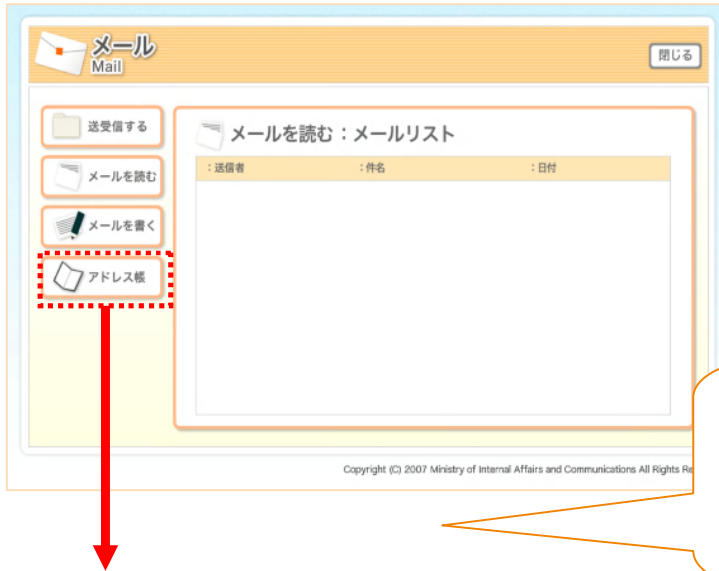 メール
Mail
閉じる
送受信する
メールを読む
メールを書く
アドレス帳
メールを読む：メールリスト
：送信者 ：件名 ：日付
Copyright (C) 2007 Ministry of Internal Affairs and Communications All Rights Re